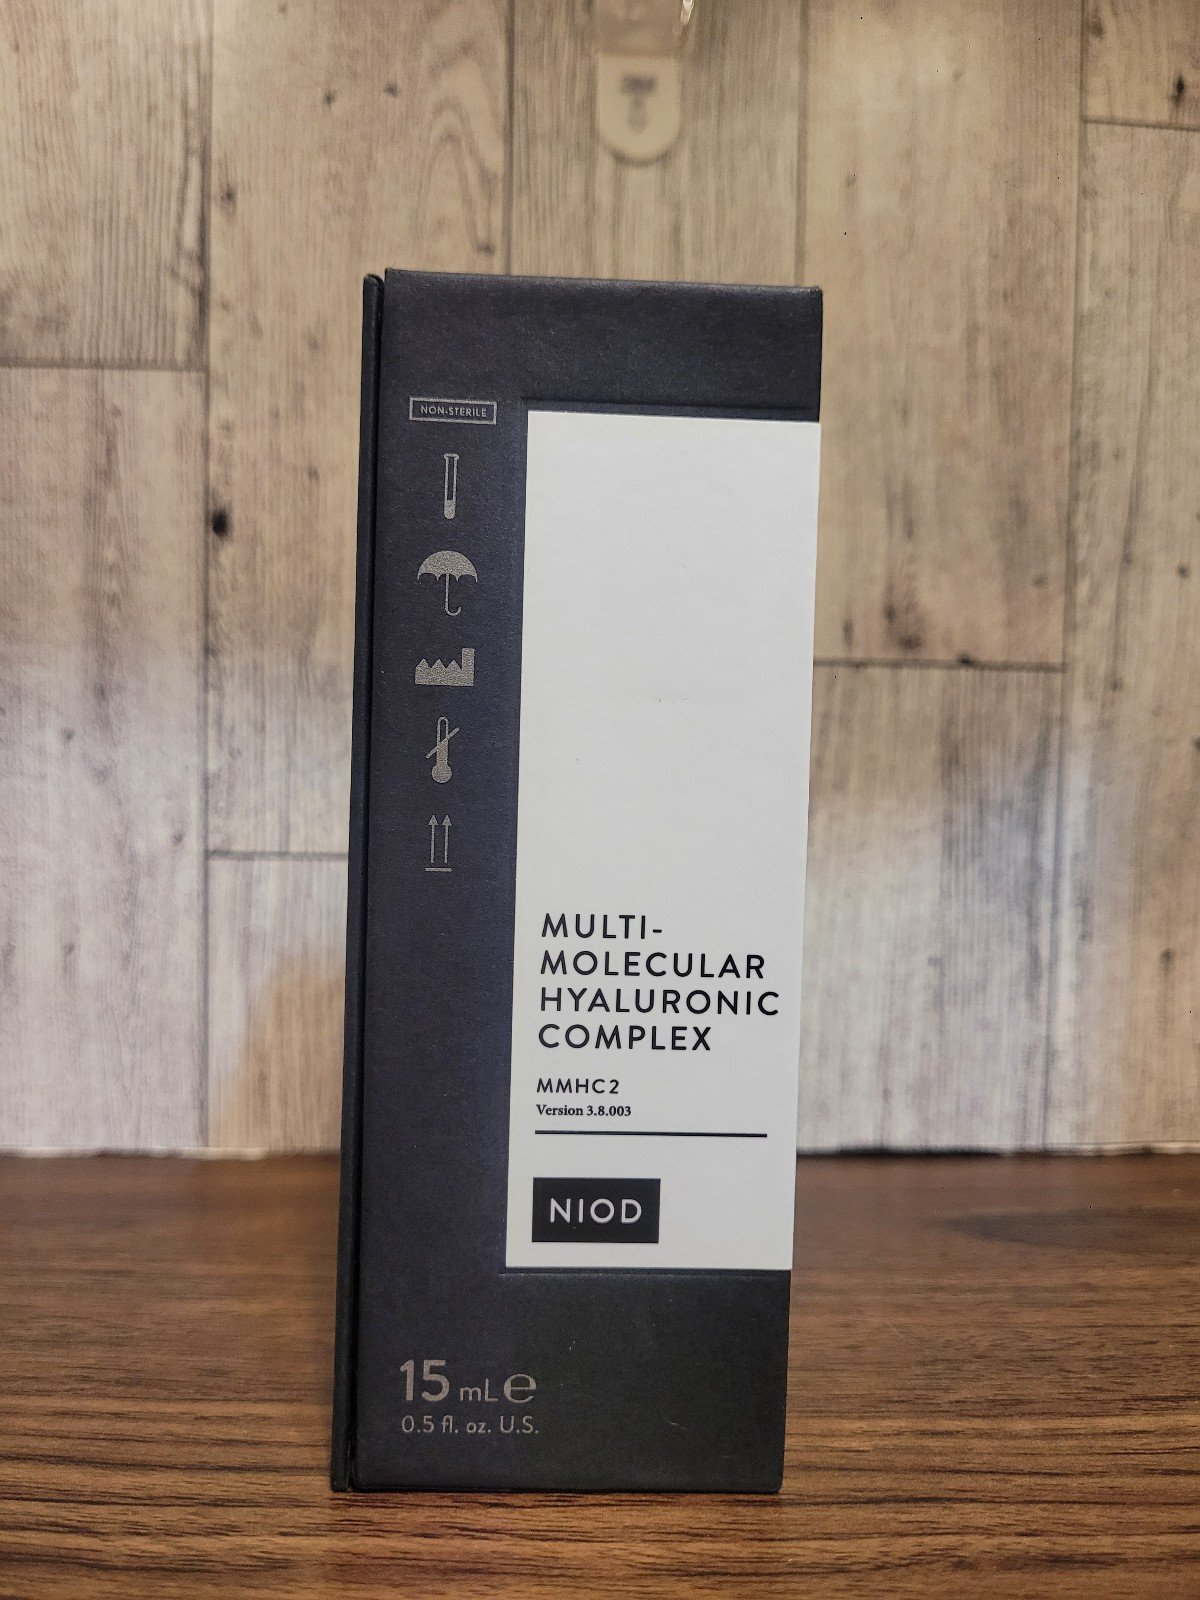 NON-STERILE
MULTI-
MOLECULAR
HYALURONIC
COMPLEX
MMHC2
Version 3.8.003
NIOD
15 mL e
0.5 fl. oz. U.S.